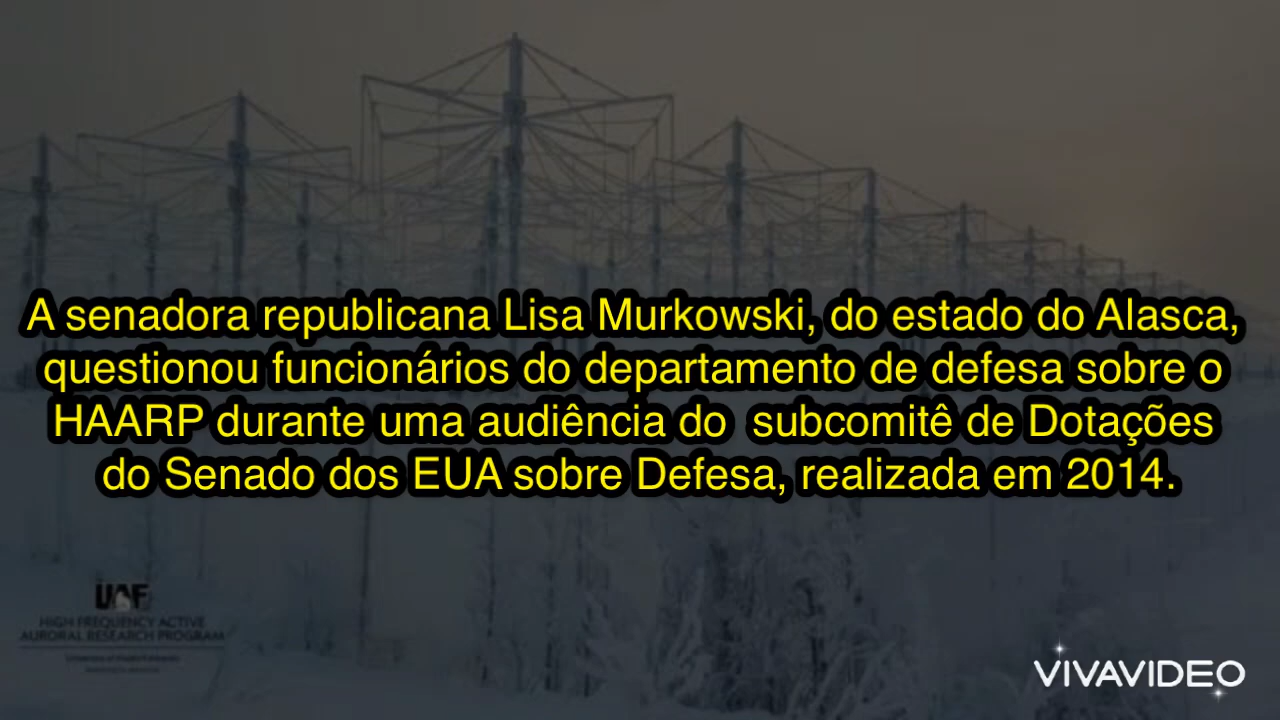 A senadora republicana Lisa Murkowski, do estado do Alasca,
questionou funcionários do departamento de defesa sobre o
HAARP durante uma audiência do  subcomitê de Dotações
do Senado dos EUA sobre Defesa, realizada em 2014.
UAF
HIGH FREQUENCY ACTIVE
AURORAL RESEARCH PROGRAM
VIVAVIDEO